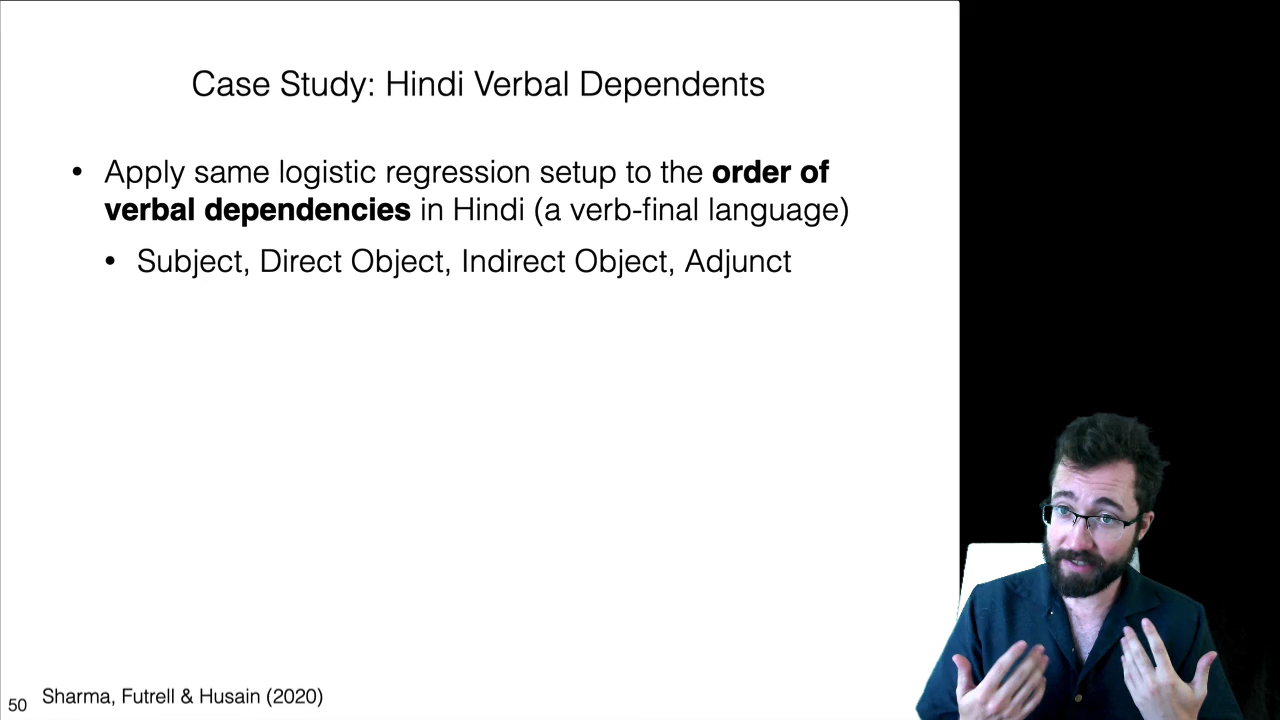 Case Study: Hindi Verbal Dependents
• Apply same logistic regression setup to the order of
verbal dependencies in Hindi (a verb-final language)
• Subject, Direct Object, Indirect Object, Adjunct
50 Sharma, Futrell & Husain (2020)